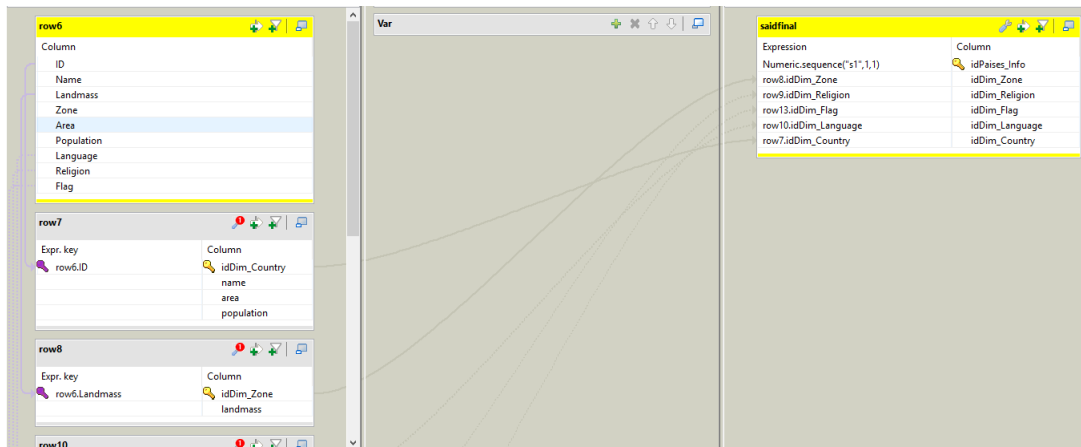 row6
Column
ID
Name
Landmass
Zone
Area
Population
Language
Religion
Flag
row7
Expr. key Column
row6.ID idDim_Country
name
area
population
row8
Expr. key Column
row6.Landmass idDim_Zone
landmass
row10
Var
saidfinal
Expression Column
Numeric.sequence("s1",1,1) idPaises_Info
row8.idDim_Zone idDim_Zone
row9.idDim_Religion idDim_Religion
row13.idDim_Flag idDim_Flag
row10.idDim_Language idDim_Language
row7.idDim_Country idDim_Country